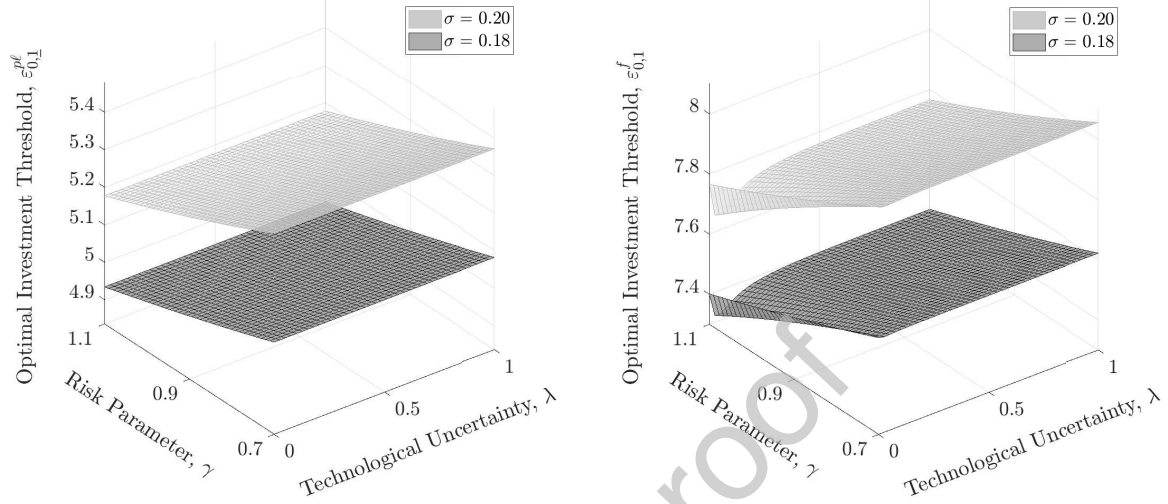 σ = 0.20
σ = 0.18
Optimal Investment Threshold, ε^{pℓ}_{0,1}
5.4
5.3
5.2
5.1
5
4.9
1.1
0.9
0.7
Risk Parameter, γ
0
0.5
1
Technological Uncertainty, λ
σ = 0.20
σ = 0.18
Optimal Investment Threshold, ε^{f}_{0,1}
8
7.8
7.6
7.4
1.1
0.9
0.7
Risk Parameter, γ
0
0.5
1
Technological Uncertainty, λ
roof